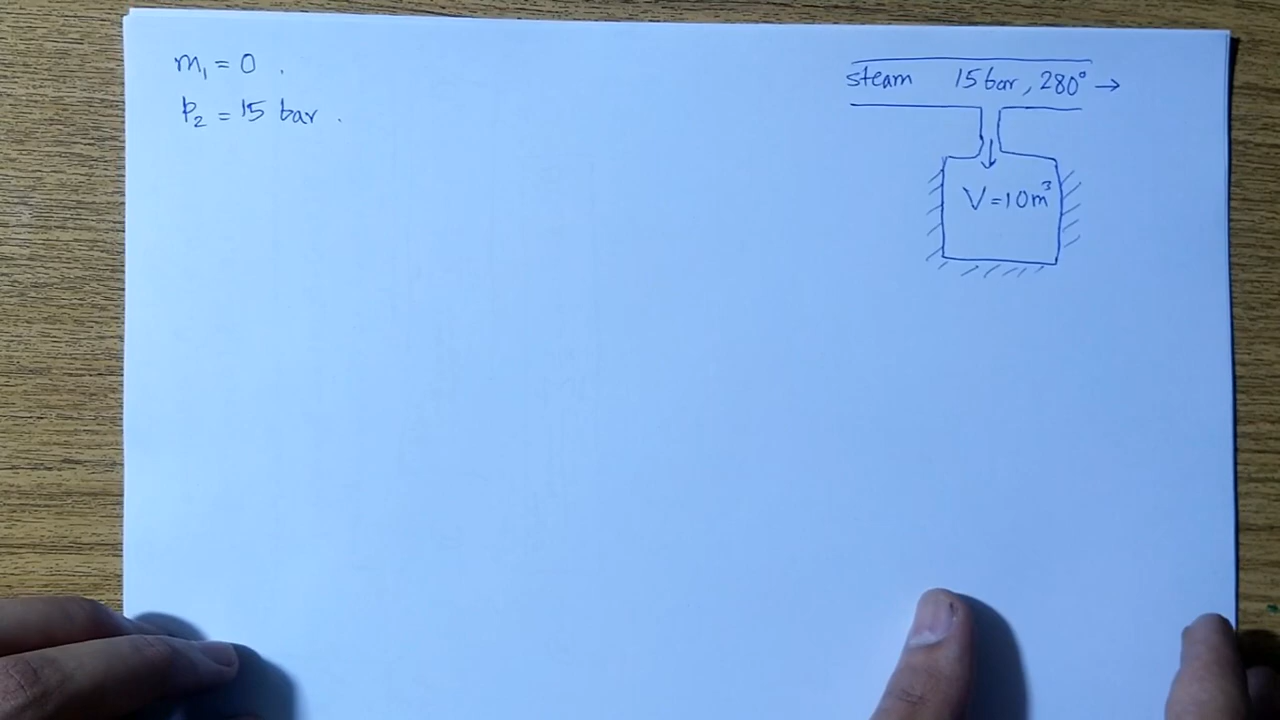 m₁ = 0 .
P₂ = 15 bar .
steam 15 bar, 280° →
V = 10 m³